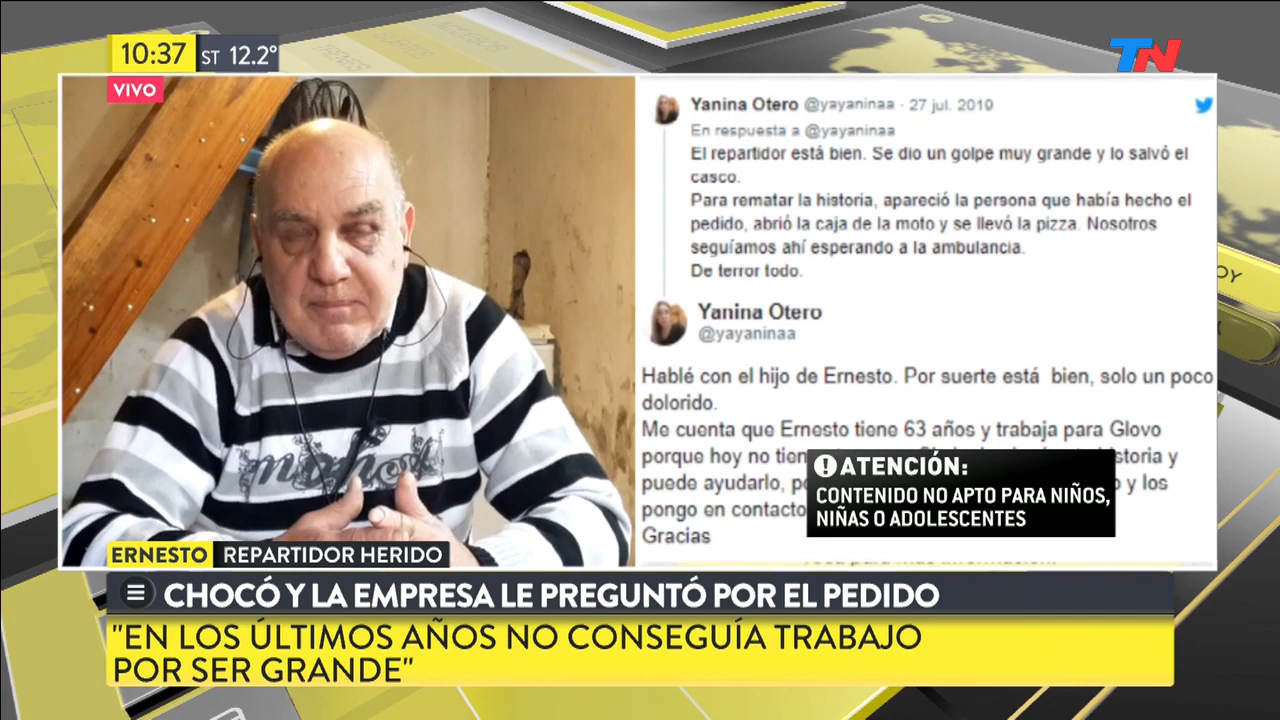 10:37 ST 12.2°
TN
VIVO
Yanina Otero @yayaninaa · 27 jul. 2019
En respuesta a @yayaninaa
El repartidor está bien. Se dio un golpe muy grande y lo salvó el
casco.
Para rematar la historia, apareció la persona que había hecho el
pedido, abrió la caja de la moto y se llevó la pizza. Nosotros
seguíamos ahí esperando a la ambulancia.
De terror todo.
Yanina Otero
@yayaninaa
Hablé con el hijo de Ernesto. Por suerte está bien, solo un poco
dolorido.
Me cuenta que Ernesto tiene 63 años y trabaja para Glovo
porque hoy no
puede ayudarlo, y los
pongo en contacto
Gracias
ATENCIÓN:
CONTENIDO NO APTO PARA NIÑOS,
NIÑAS O ADOLESCENTES
ERNESTO REPARTIDOR HERIDO
CHOCÓ Y LA EMPRESA LE PREGUNTÓ POR EL PEDIDO
"EN LOS ÚLTIMOS AÑOS NO CONSEGUÍA TRABAJO
POR SER GRANDE"